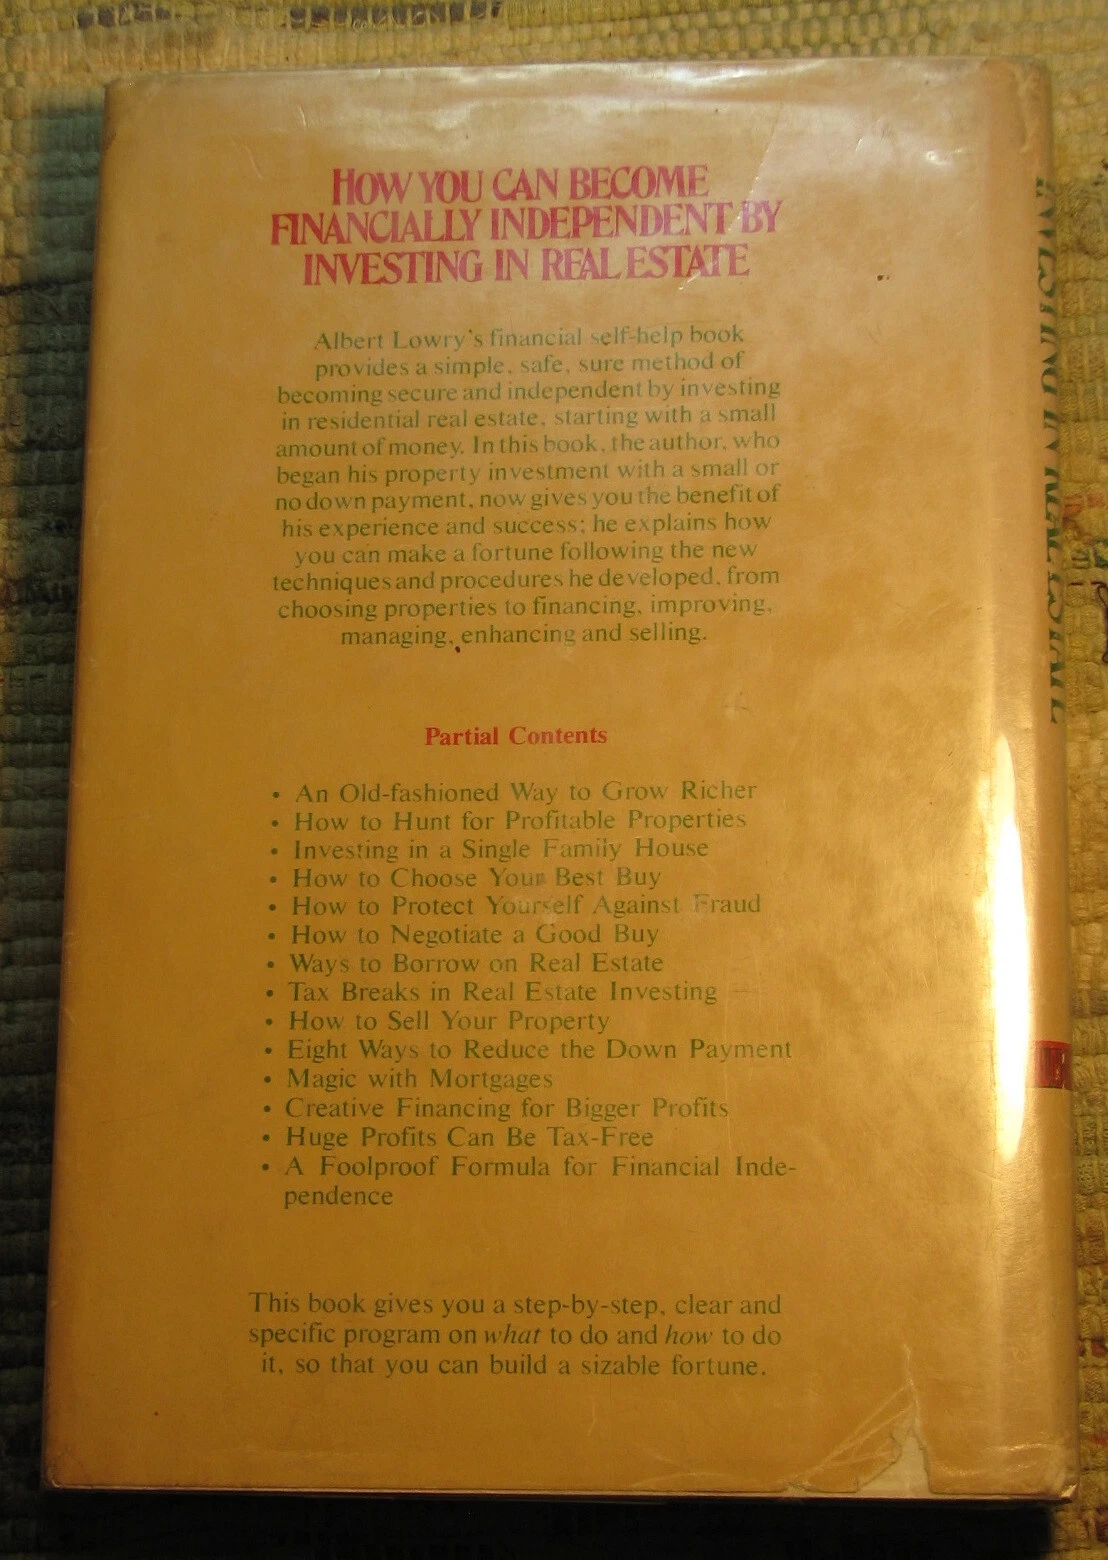 HOW YOU CAN BECOME
FINANCIALLY INDEPENDENT BY
INVESTING IN REAL ESTATE
Albert Lowry's financial self-help book
provides a simple, safe, sure method of
becoming secure and independent by investing
in residential real estate, starting with a small
amount of money. In this book, the author, who
began his property investment with a small or
no down payment, now gives you the benefit of
his experience and success; he explains how
you can make a fortune following the new
techniques and procedures he developed, from
choosing properties to financing, improving,
managing, enhancing and selling.
Partial Contents
• An Old-fashioned Way to Grow Richer
• How to Hunt for Profitable Properties
• Investing in a Single Family House
• How to Choose Your Best Buy
• How to Protect Yourself Against Fraud
• How to Negotiate a Good Buy
• Ways to Borrow on Real Estate
• Tax Breaks in Real Estate Investing
• How to Sell Your Property
• Eight Ways to Reduce the Down Payment
• Magic with Mortgages
• Creative Financing for Bigger Profits
• Huge Profits Can Be Tax-Free
• A Foolproof Formula for Financial Inde-
pendence
This book gives you a step-by-step, clear and
specific program on what to do and how to do
it, so that you can build a sizable fortune.
INVESTING IN REAL ESTATE